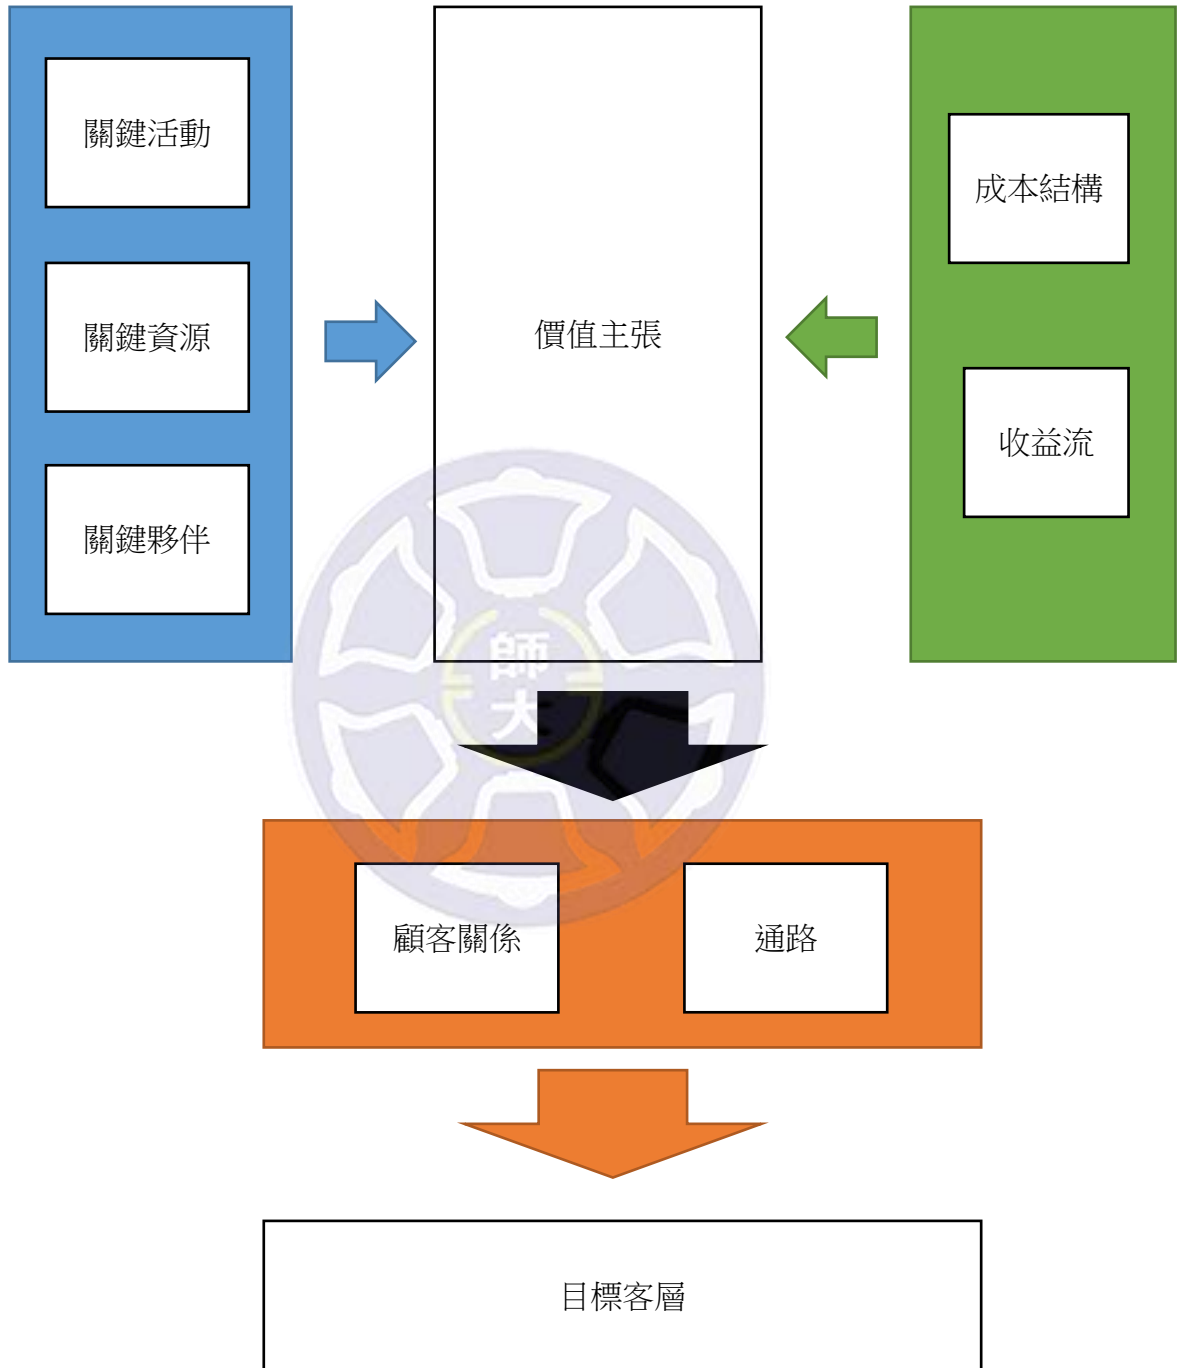 關鍵活動
關鍵資源
關鍵夥伴
價值主張
成本結構
收益流
師大
顧客關係
通路
目標客層